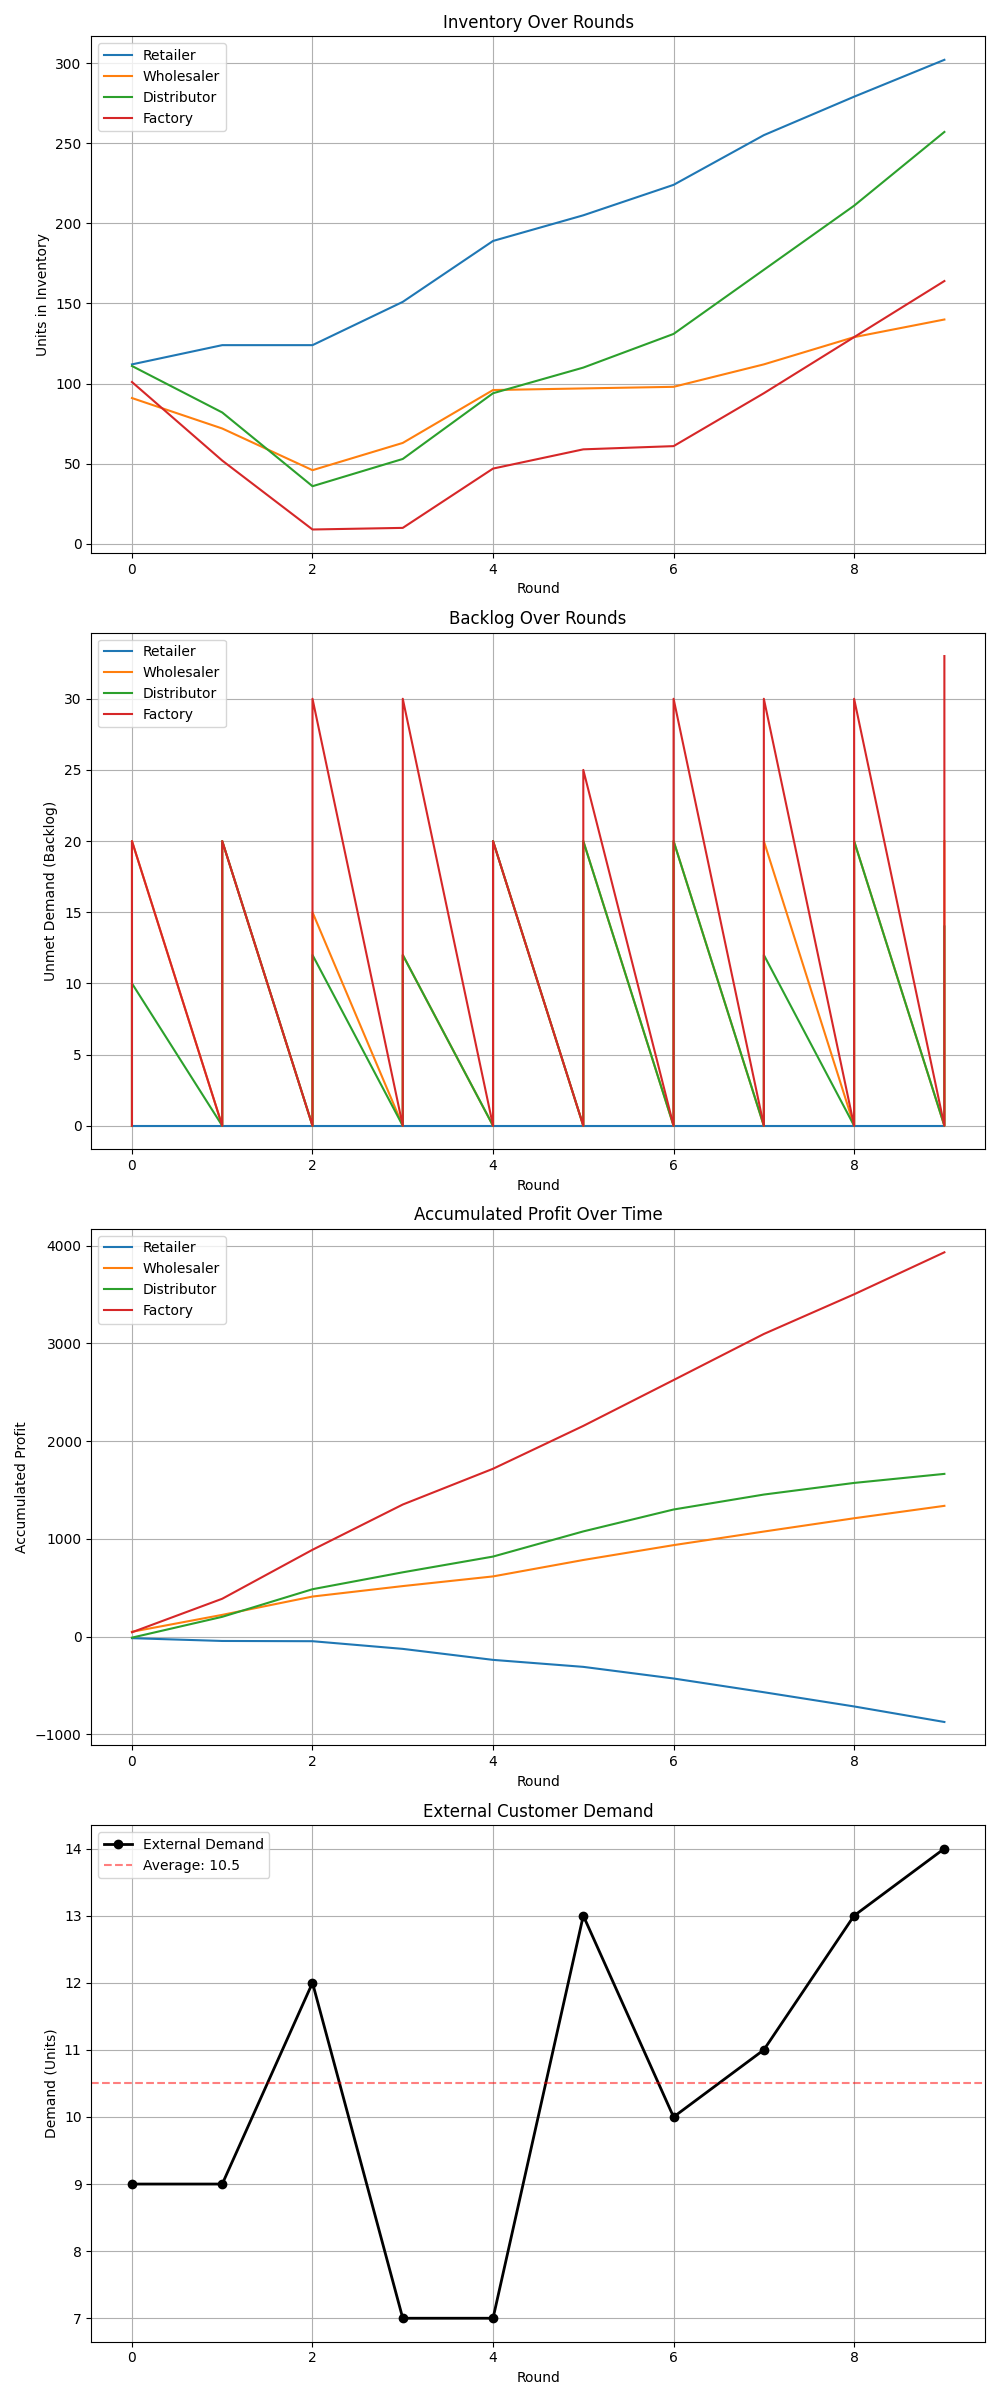 Inventory Over Rounds
Retailer
Wholesaler
Distributor
Factory
Units in Inventory
300
250
200
150
100
50
0
0 2 4 6 8
Round
Backlog Over Rounds
Retailer
Wholesaler
Distributor
Factory
Unmet Demand (Backlog)
30
25
20
15
10
5
0
0 2 4 6 8
Round
Accumulated Profit Over Time
Retailer
Wholesaler
Distributor
Factory
Accumulated Profit
4000
3000
2000
1000
0
−1000
0 2 4 6 8
Round
External Customer Demand
External Demand
Average: 10.5
Demand (Units)
14
13
12
11
10
9
8
7
0 2 4 6 8
Round